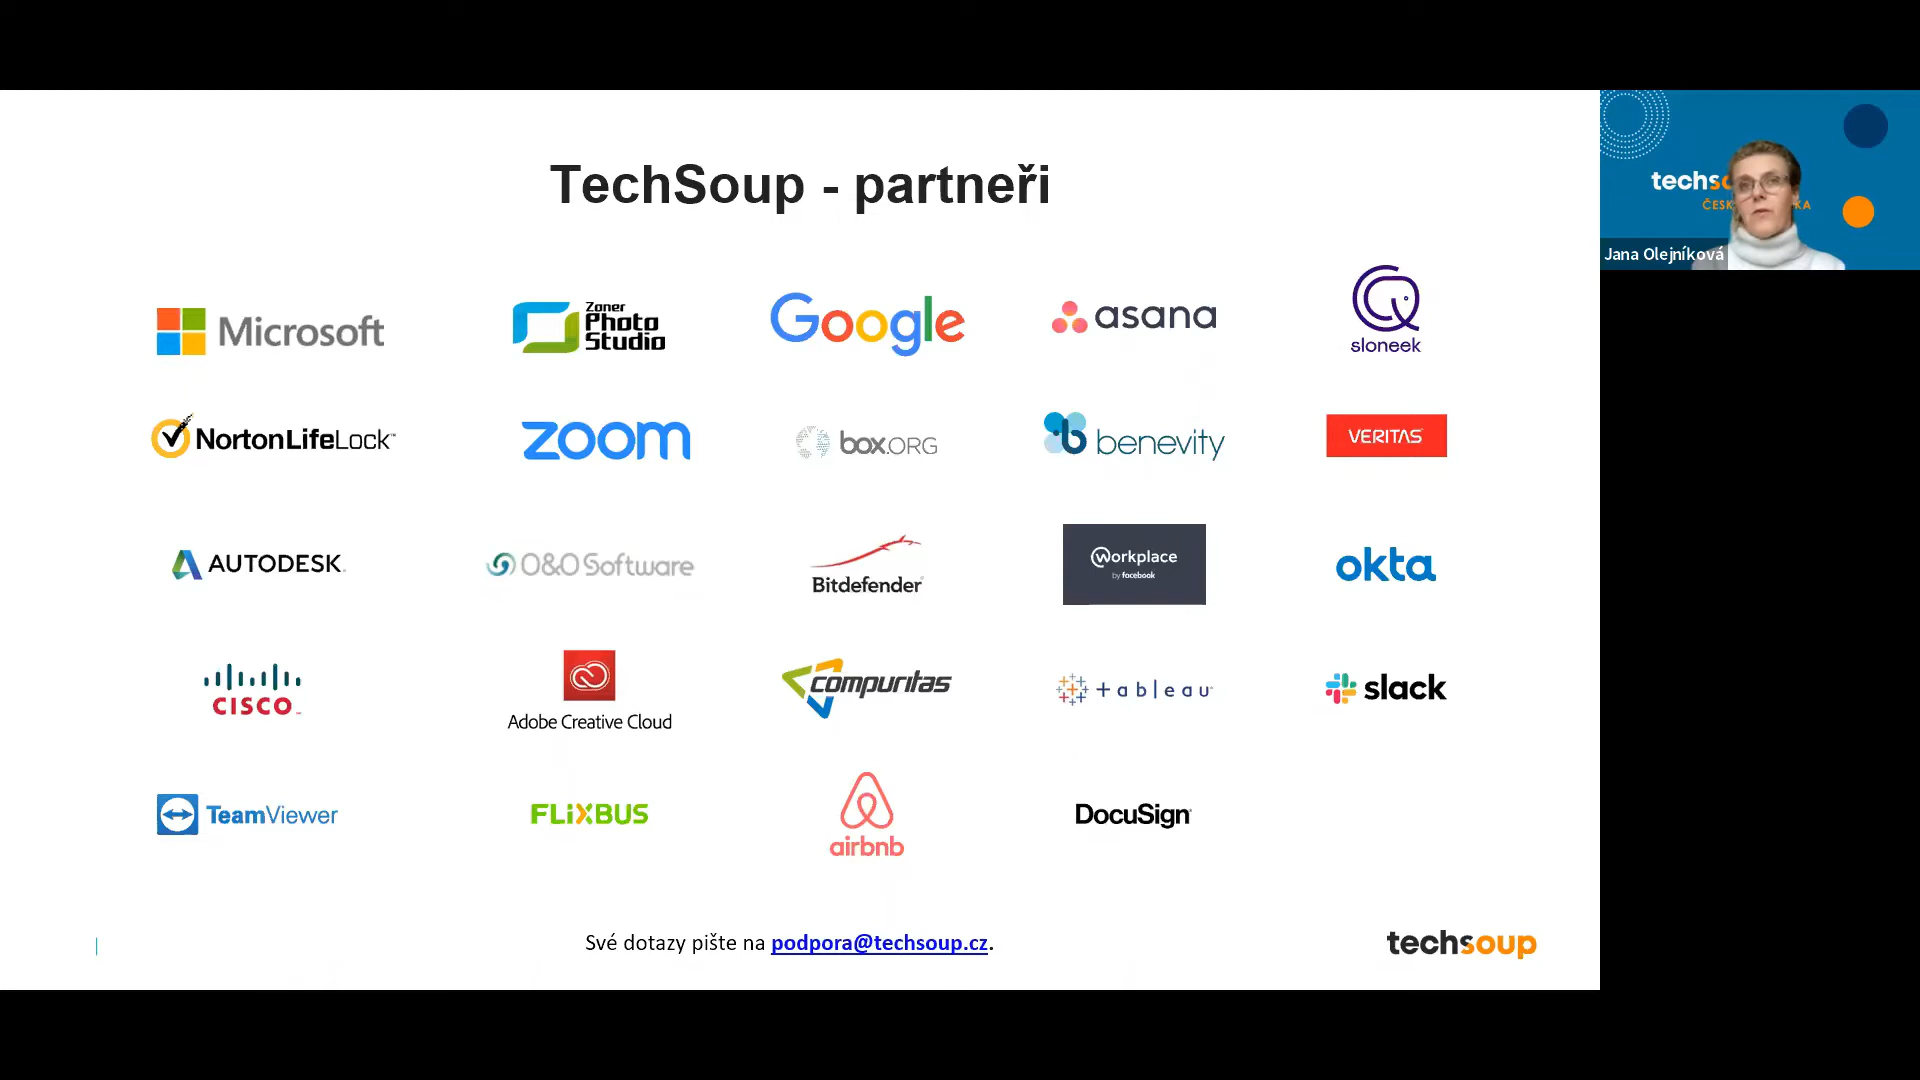 TechSoup - partneři
Microsoft
Zoner
Photo
Studio
Google
asana
sloneek
NortonLifeLock™
zoom
box.ORG
benevity
VERITAS
AUTODESK.
O&O Software
Bitdefender
workplace
by facebook
okta
CISCO
Adobe Creative Cloud
compuritas
+ableau
slack
TeamViewer
FLiXBUS
airbnb
DocuSign
Své dotazy pište na podpora@techsoup.cz.
techsoup
Jana Olejníková